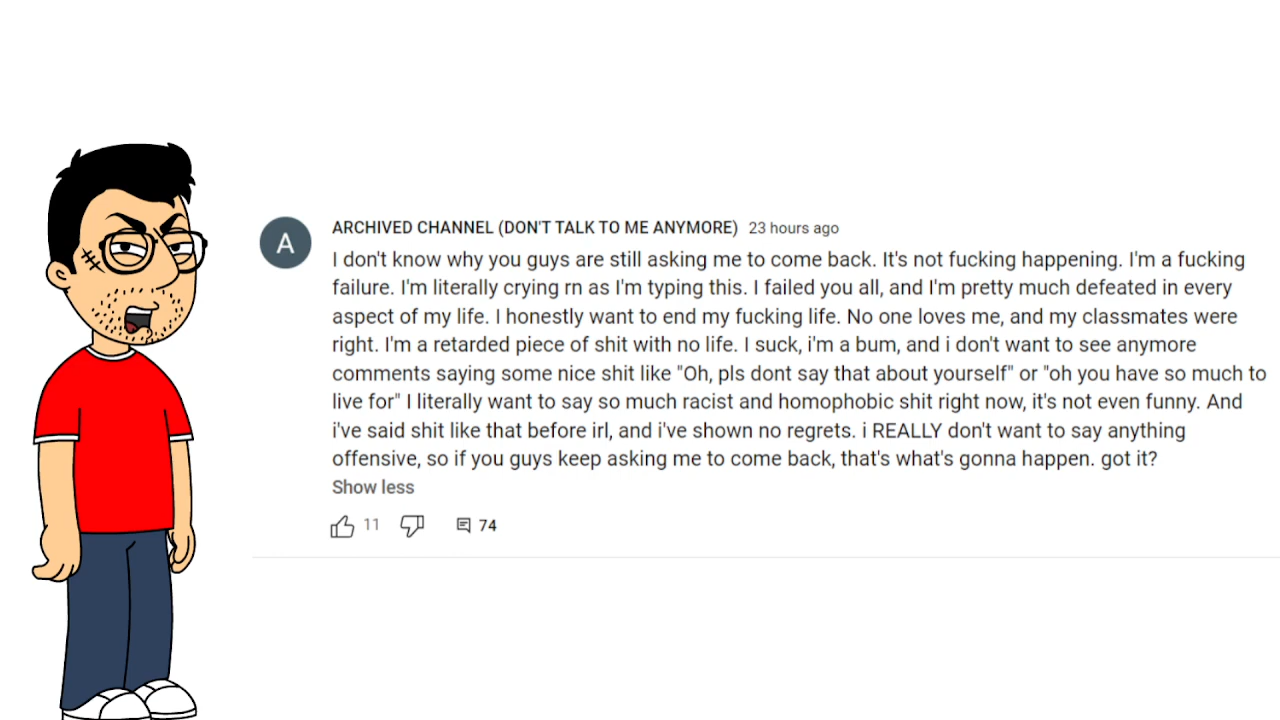 A
ARCHIVED CHANNEL (DON'T TALK TO ME ANYMORE) 23 hours ago
I don't know why you guys are still asking me to come back. It's not fucking happening. I'm a fucking
failure. I'm literally crying rn as I'm typing this. I failed you all, and I'm pretty much defeated in every
aspect of my life. I honestly want to end my fucking life. No one loves me, and my classmates were
right. I'm a retarded piece of shit with no life. I suck, i'm a bum, and i don't want to see anymore
comments saying some nice shit like "Oh, pls dont say that about yourself" or "oh you have so much to
live for" I literally want to say so much racist and homophobic shit right now, it's not even funny. And
i've said shit like that before irl, and i've shown no regrets. i REALLY don't want to say anything
offensive, so if you guys keep asking me to come back, that's what's gonna happen. got it?
Show less
11 74